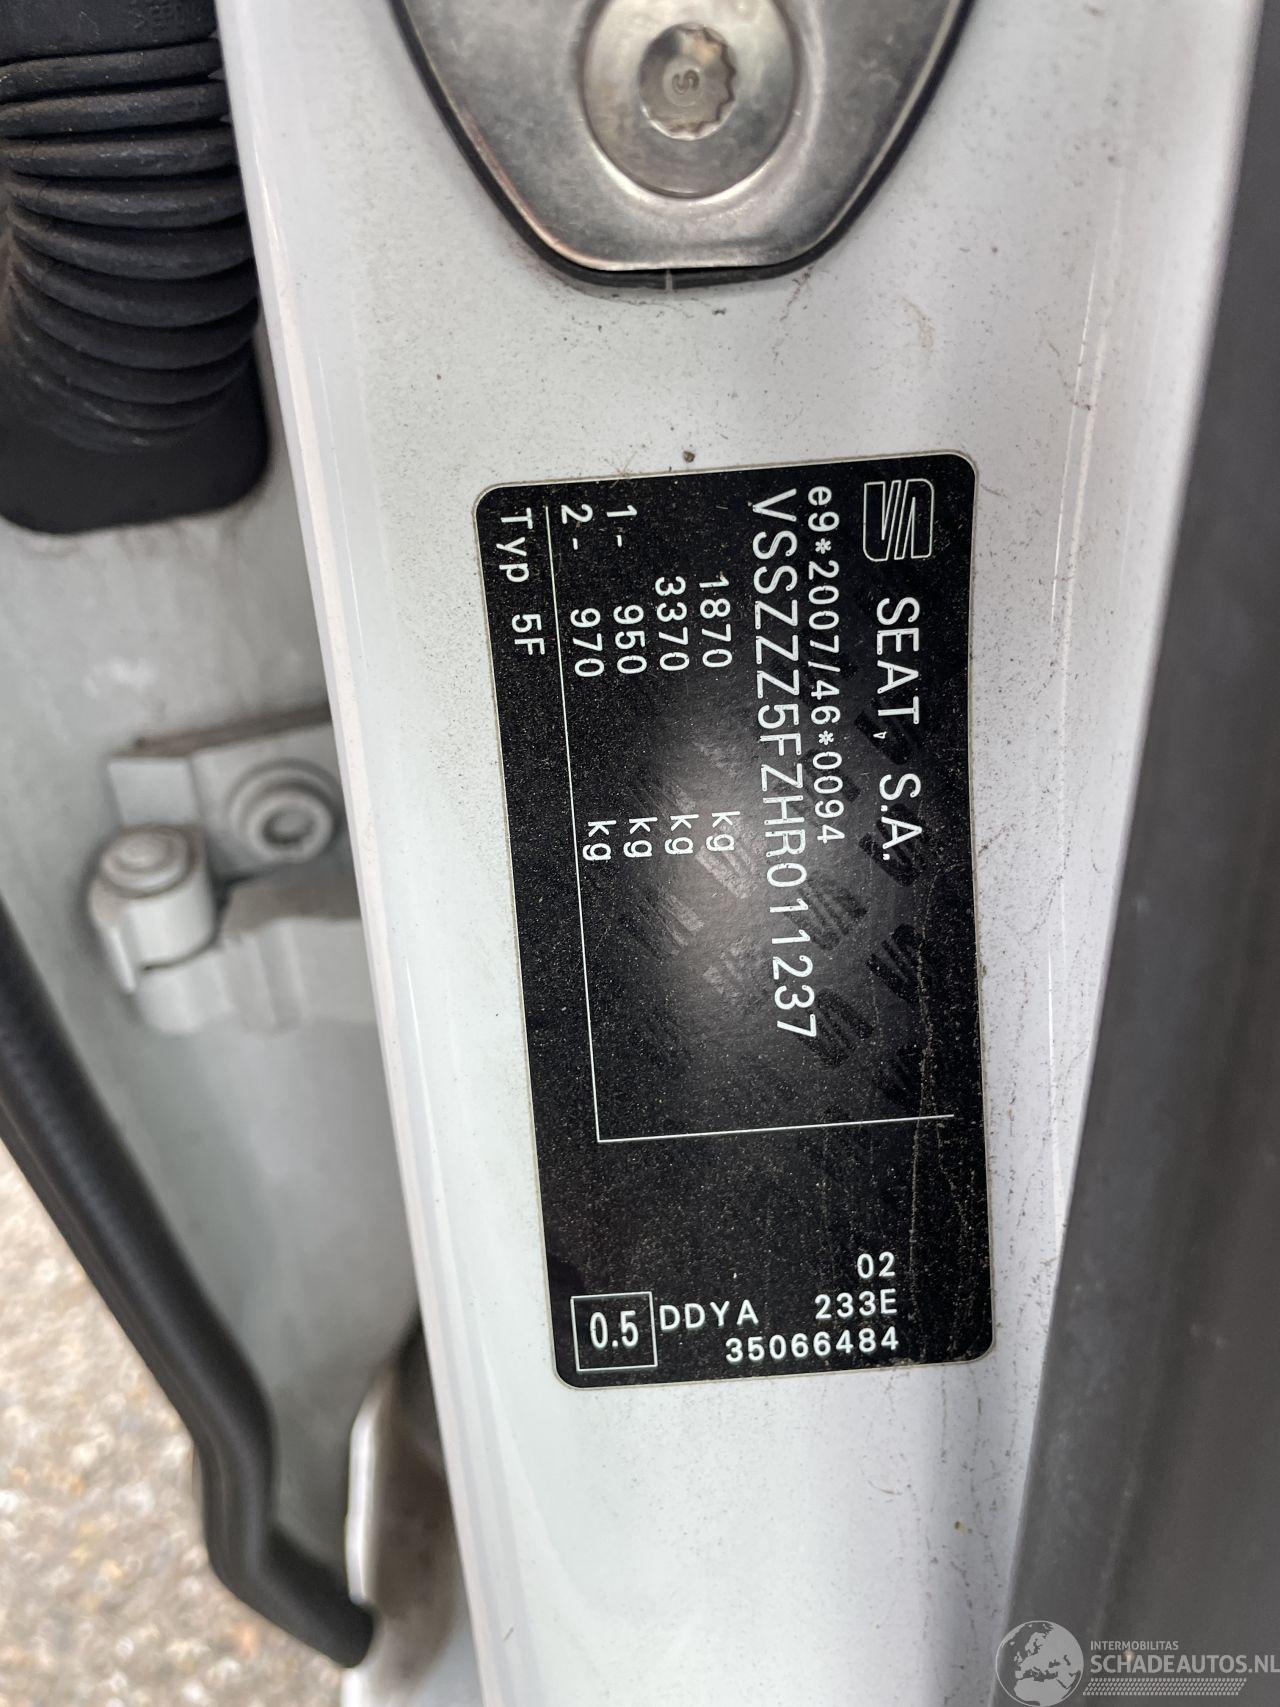 SEAT, S.A.
e9*2007/46*0094
VSSZZZ5FZHR011237
1870 kg
3370 kg
1- 950 kg
2- 970 kg
Typ 5F
02
233E
35066484
DDYA
0.5
INTERMOBILITAS
SCHADEAUTOS.NL